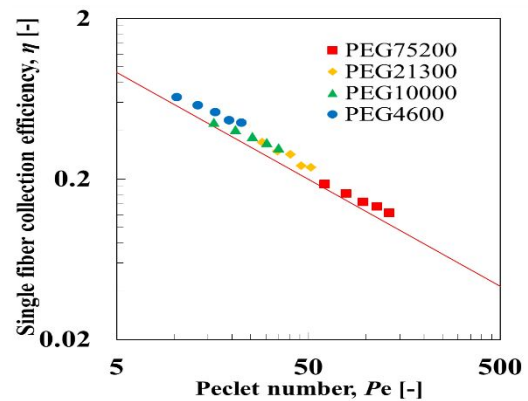 2
PEG75200
PEG21300
PEG10000
PEG4600
Single fiber collection efficiency, η [-]
0.2
0.02
5
50
500
Peclet number, Pe [-]